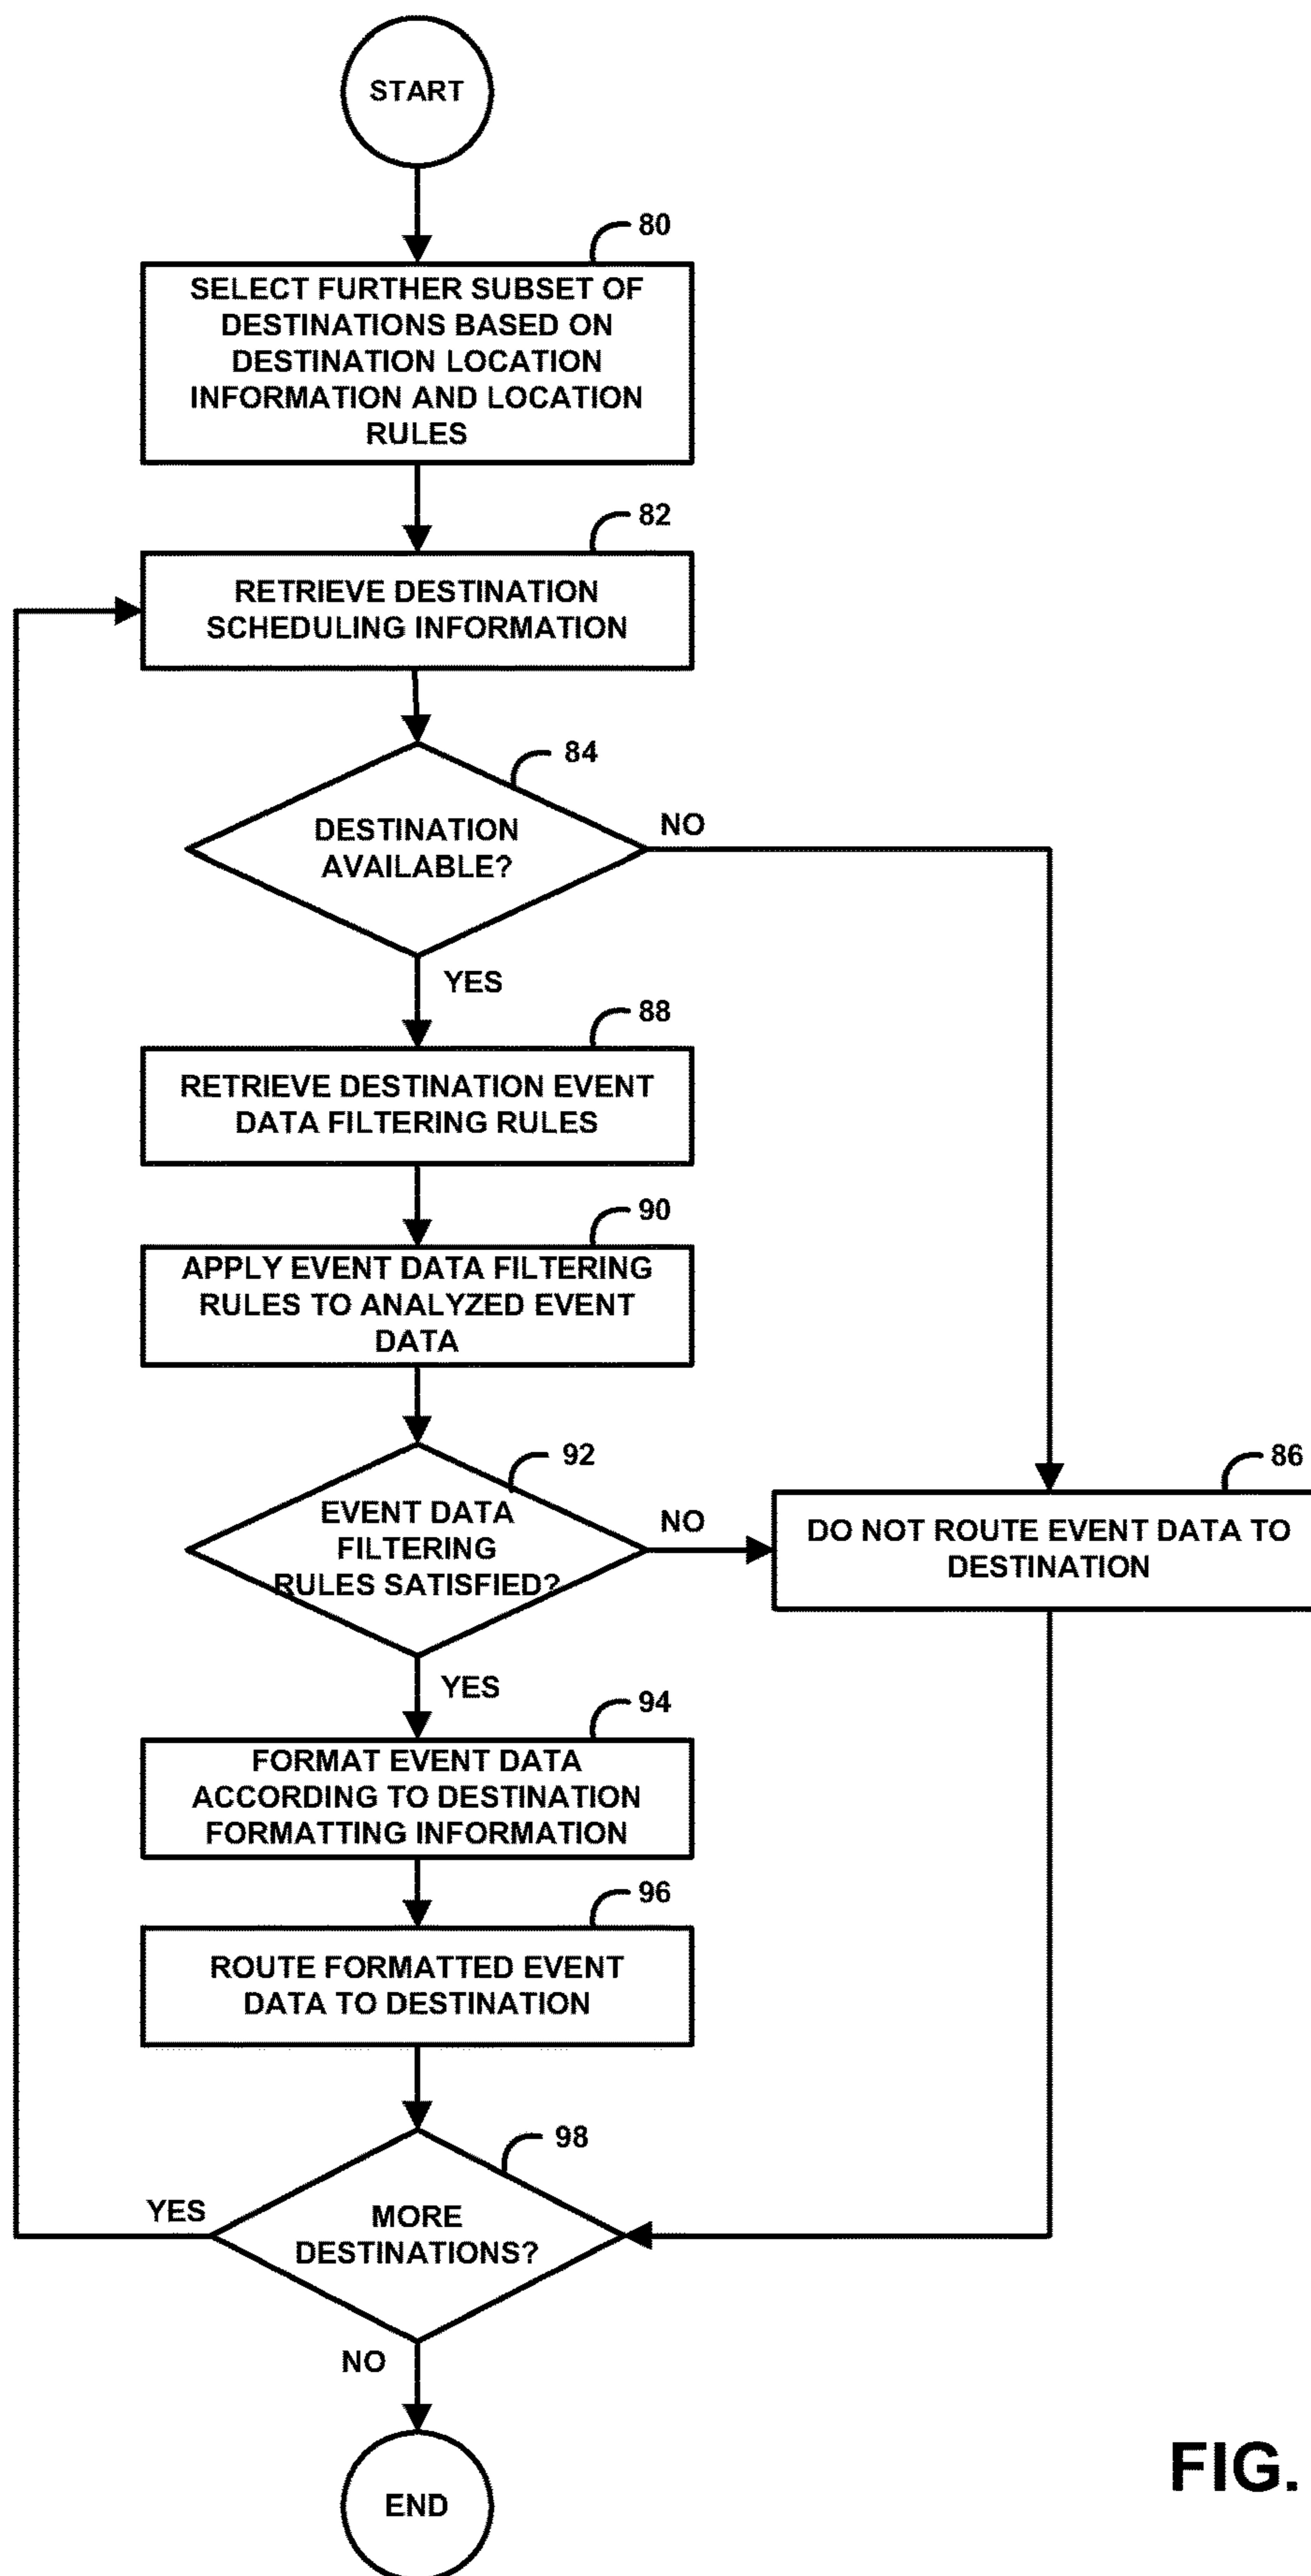 START
80
SELECT FURTHER SUBSET OF
DESTINATIONS BASED ON
DESTINATION LOCATION
INFORMATION AND LOCATION
RULES
82
RETRIEVE DESTINATION
SCHEDULING INFORMATION
84
DESTINATION
AVAILABLE?
NO
YES
88
RETRIEVE DESTINATION EVENT
DATA FILTERING RULES
90
APPLY EVENT DATA FILTERING
RULES TO ANALYZED EVENT
DATA
92
EVENT DATA
FILTERING
RULES SATISFIED?
NO
86
DO NOT ROUTE EVENT DATA TO
DESTINATION
YES
94
FORMAT EVENT DATA
ACCORDING TO DESTINATION
FORMATTING INFORMATION
96
ROUTE FORMATTED EVENT
DATA TO DESTINATION
98
YES
MORE
DESTINATIONS?
NO
END
FIG.